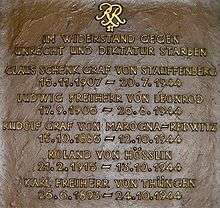 IM WIDERSTAND GEGEN
UNRECHT UND DIKTATUR STARBEN
CLAUS SCHENK GRAF VON STAUFFENBERG
15.11.1907 – 20.7.1944
LUDWIG FREIHERR VON LEONROD
17.9.1906 – 26.8.1944
RUDOLF GRAF VON MAROGNA-REDWITZ
15.10.1886 – 12.10.1944
ROLAND VON HÖSSLIN
21.2.1915 – 13.10.1944
KARL FREIHERR VON THÜNGEN
26.6.1893 – 24.10.1944